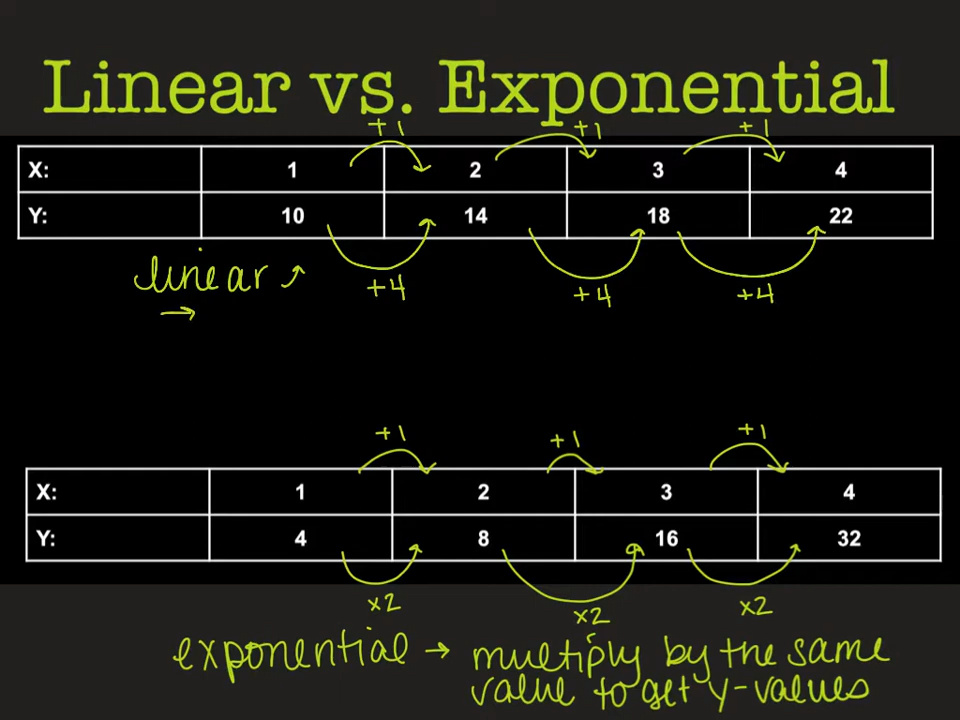 Linear vs. Exponential
+1 +1 +1
X: 1 2 3 4
Y: 10 14 18 22
linear
+4 +4 +4
+1 +1 +1
X: 1 2 3 4
Y: 4 8 16 32
x2 x2 x2
exponential → multiply by the same
value to get y-values